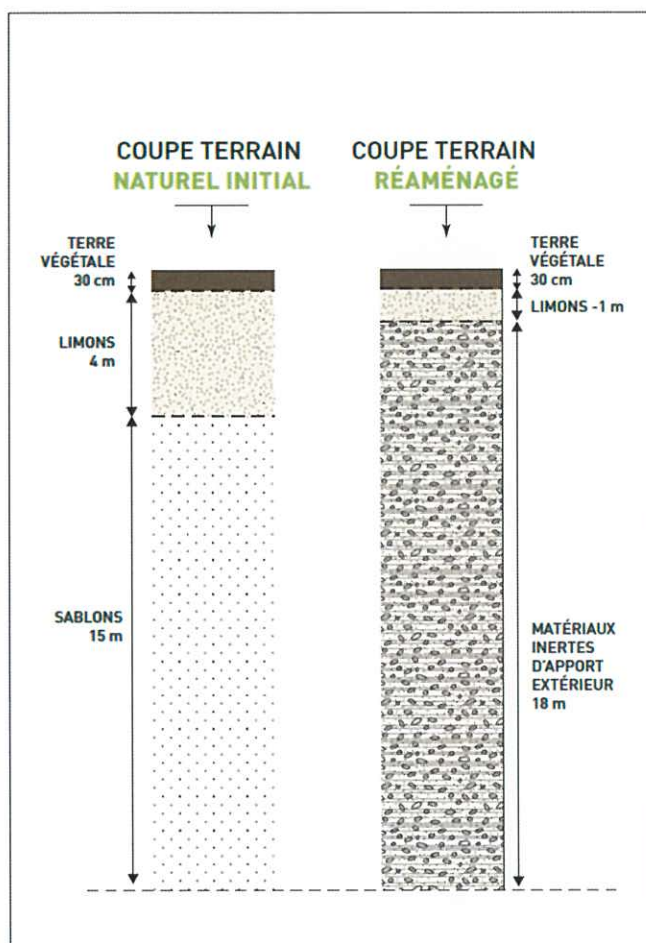 COUPE TERRAIN
NATUREL INITIAL
TERRE
VÉGÉTALE
30 cm
LIMONS
4 m
SABLONS
15 m
COUPE TERRAIN
RÉAMÉNAGÉ
TERRE
VÉGÉTALE
30 cm
LIMONS -1 m
MATÉRIAUX
INERTES
D'APPORT
EXTÉRIEUR
18 m